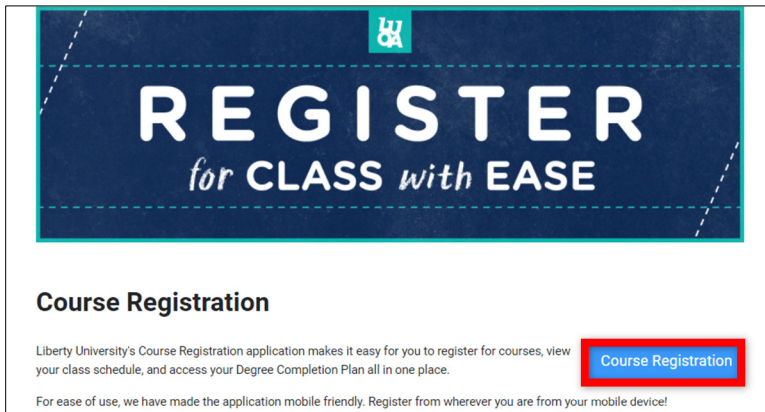 LU
OA
REGISTER
for CLASS with EASE
Course Registration
Liberty University's Course Registration application makes it easy for you to register for courses, view
your class schedule, and access your Degree Completion Plan all in one place.
Course Registration
For ease of use, we have made the application mobile friendly. Register from wherever you are from your mobile device!